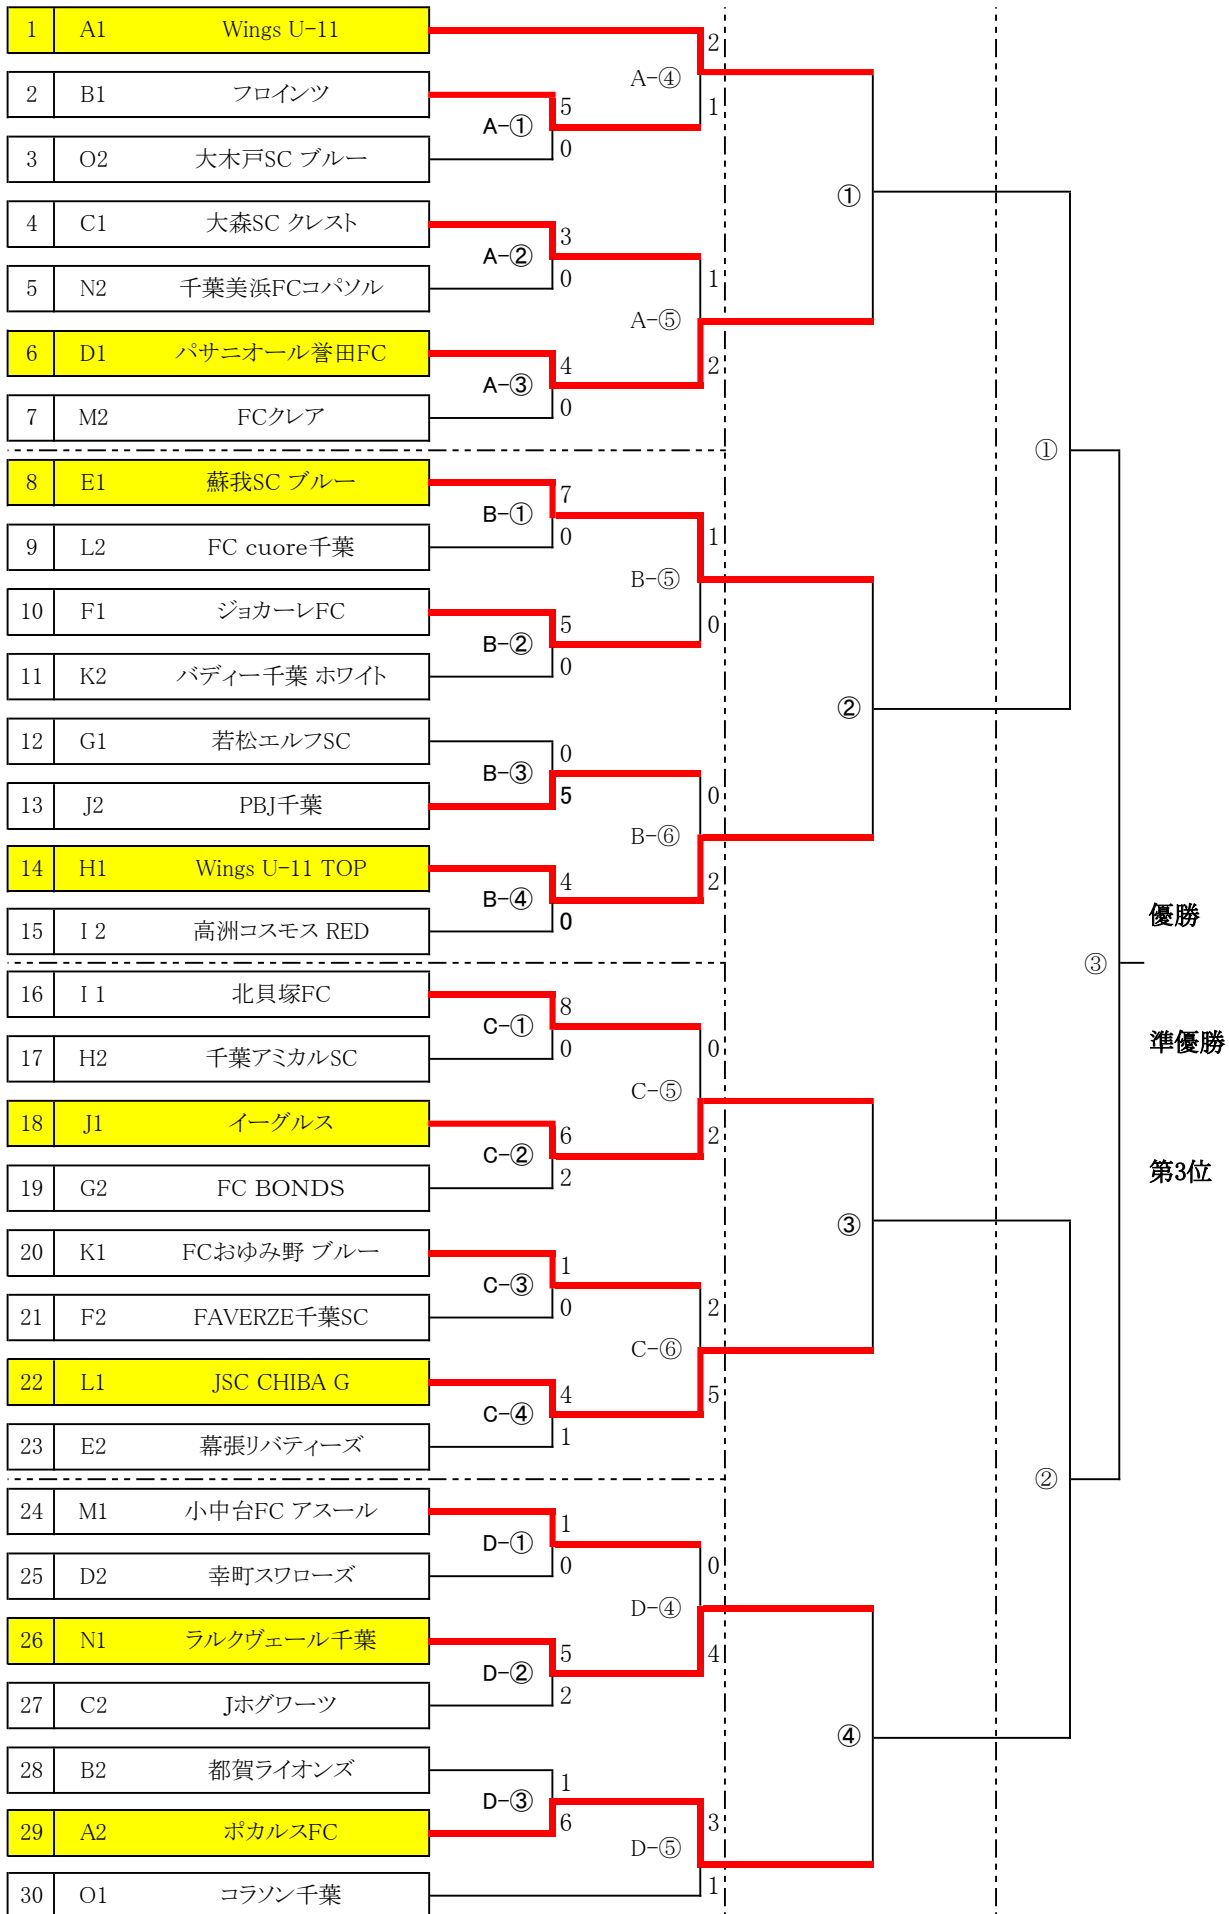 1 A1 Wings U-11
2 B1 フロインツ
3 O2 大木戸SC ブルー
4 C1 大森SC クレスト
5 N2 千葉美浜FCコパソル
6 D1 パサニオール誉田FC
7 M2 FCクレア
8 E1 蘇我SC ブルー
9 L2 FC cuore千葉
10 F1 ジョカーレFC
11 K2 バディー千葉 ホワイト
12 G1 若松エルフSC
13 J2 PBJ千葉
14 H1 Wings U-11 TOP
15 I 2 高洲コスモス RED
16 I 1 北貝塚FC
17 H2 千葉アミカルSC
18 J1 イーグルス
19 G2 FC BONDS
20 K1 FCおゆみ野 ブルー
21 F2 FAVERZE千葉SC
22 L1 JSC CHIBA G
23 E2 幕張リバティーズ
24 M1 小中台FC アスール
25 D2 幸町スワローズ
26 N1 ラルクヴェール千葉
27 C2 Jホグワーツ
28 B2 都賀ライオンズ
29 A2 ポカルスFC
30 O1 コラソン千葉
A-①
5
0
A-②
3
0
A-③
4
0
B-①
7
0
B-②
5
0
B-③
0
5
B-④
4
0
C-①
8
0
C-②
6
2
C-③
1
0
C-④
4
1
D-①
1
0
D-②
5
2
D-③
1
6
A-④
2
1
A-⑤
1
2
B-⑤
1
0
B-⑥
0
2
C-⑤
0
2
C-⑥
2
5
D-④
0
4
D-⑤
3
1
①
②
③
④
①
②
③
優勝
準優勝
第3位